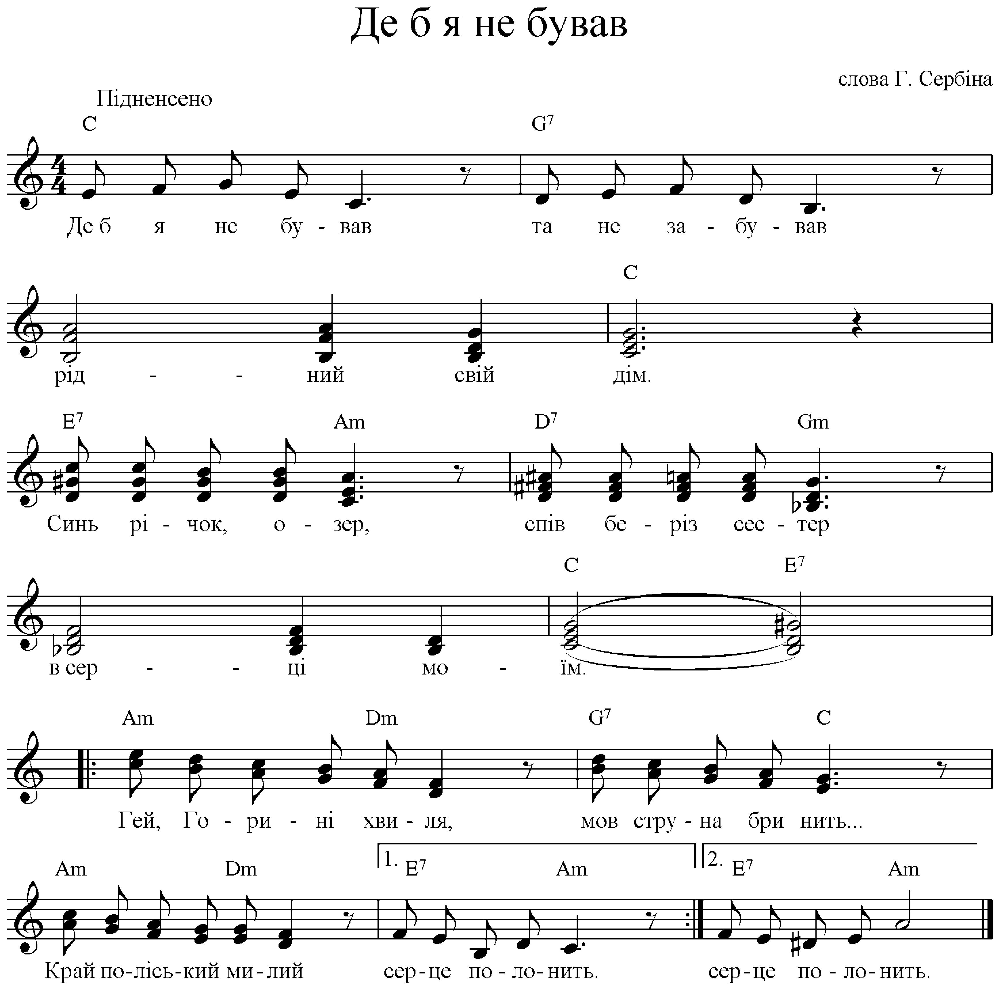 Де б я не бував
слова Г. Сербіна
Підненсено
C G7
4
4
Де б я не бу - вав та не за - бу - вав
C
рід - - ний свій дім.
E7 Am D7 Gm
Синь рі - чок, о - зер, спів бе - різ сес - тер
C E7
в сер - - ці мо - їм.
Am Dm G7 C
Гей, Го - ри - ні хви - ля, мов стру - на бри нить...
1. 2.
Am Dm E7 Am E7 Am
Край по-лісь-кий ми-лий сер-це по - ло-нить. сер-це по - ло-нить.